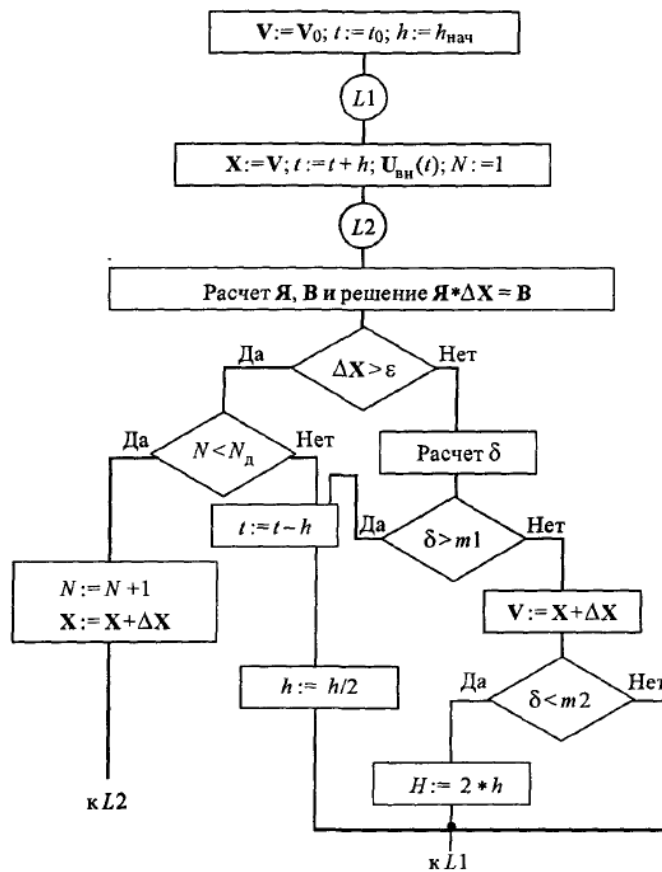 V:= V₀; t:= t₀; h:= hнач
L1
X:= V; t:= t + h; Uвн(t); N:=1
L2
Расчет Я, В и решение Я*ΔX = В
Да
ΔX > ε
Нет
Да
N < Nд
Нет
Расчет δ
t:= t – h
Да
δ > m1
Нет
N:= N +1
X:= X+ΔX
V:= X+ΔX
h:= h/2
Да
δ < m2
Нет
H:= 2 * h
к L2
к L1